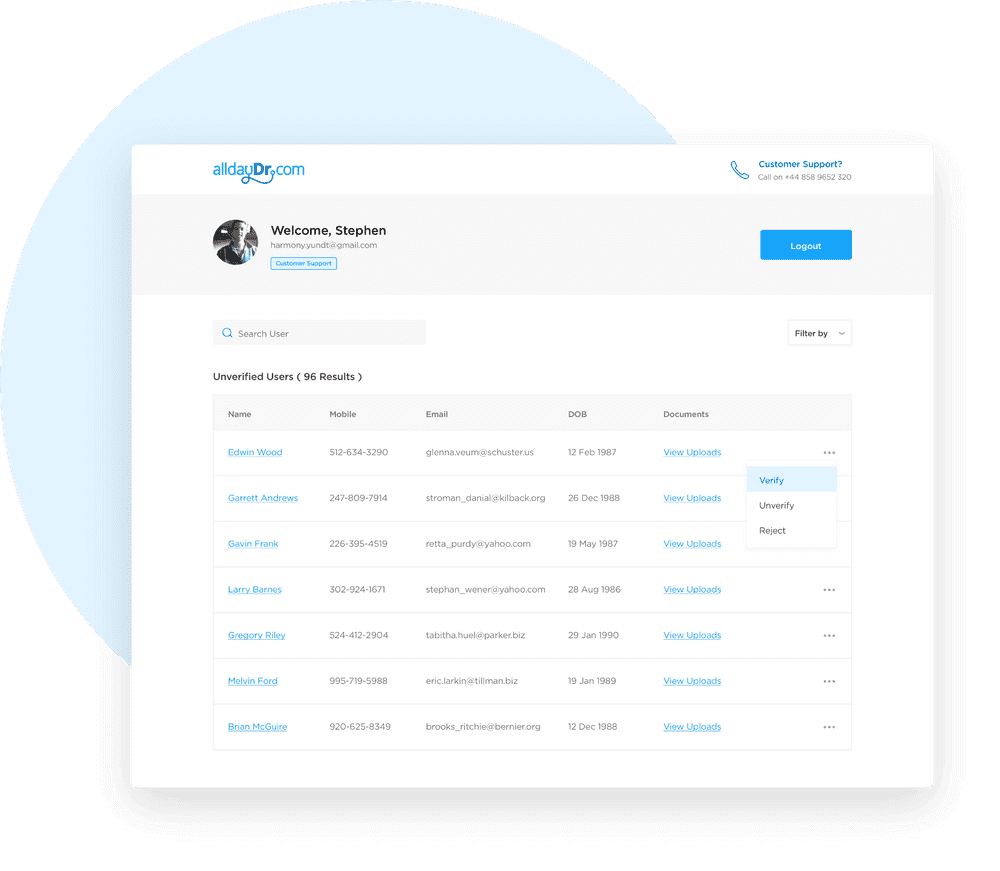 alldayDr.com
Customer Support?
Call on +44 858 9652 320
Welcome, Stephen
harmony.yundt@gmail.com
Customer Support
Logout
Search User
Filter by
Unverified Users ( 96 Results )
Name Mobile Email DOB Documents
Edwin Wood 512-634-3290 glenna.veum@schuster.us 12 Feb 1987 View Uploads
Verify
Garrett Andrews 247-809-7914 stroman_danial@kilback.org 26 Dec 1988 View Uploads
Unverify
Reject
Gavin Frank 226-395-4519 retta_purdy@yahoo.com 19 May 1987 View Uploads
Larry Barnes 302-924-1671 stephan_wener@yahoo.com 28 Aug 1986 View Uploads
Gregory Riley 524-412-2904 tabitha.huel@parker.biz 29 Jan 1990 View Uploads
Melvin Ford 995-719-5988 eric.larkin@tillman.biz 19 Jan 1989 View Uploads
Brian McGuire 920-625-8349 brooks_ritchie@bernier.org 12 Dec 1988 View Uploads